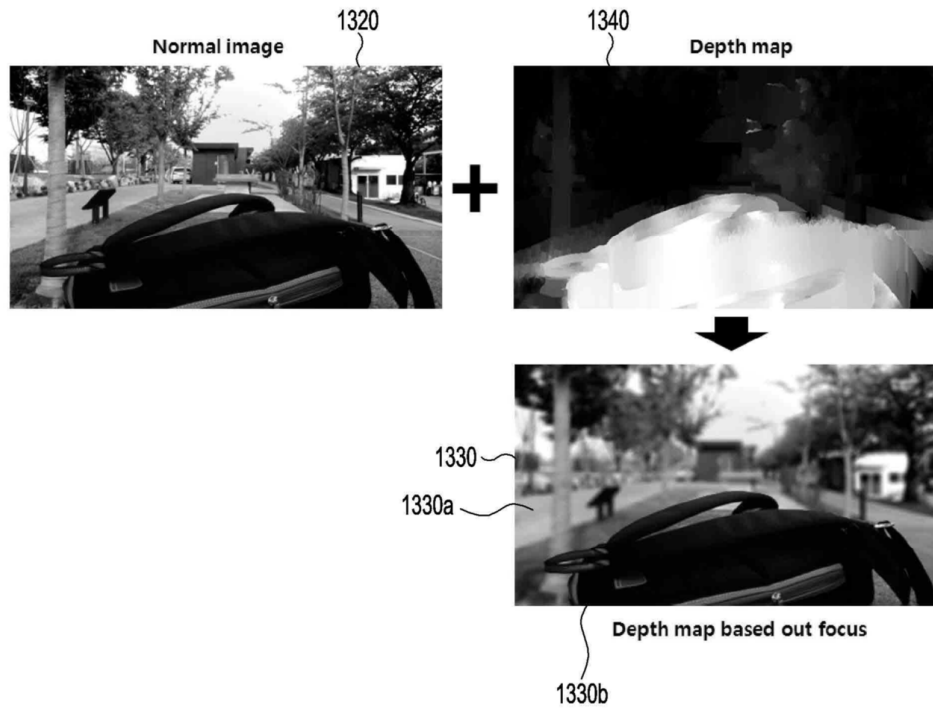 1320
Normal image
1340
Depth map
1330
1330a
Depth map based out focus
1330b